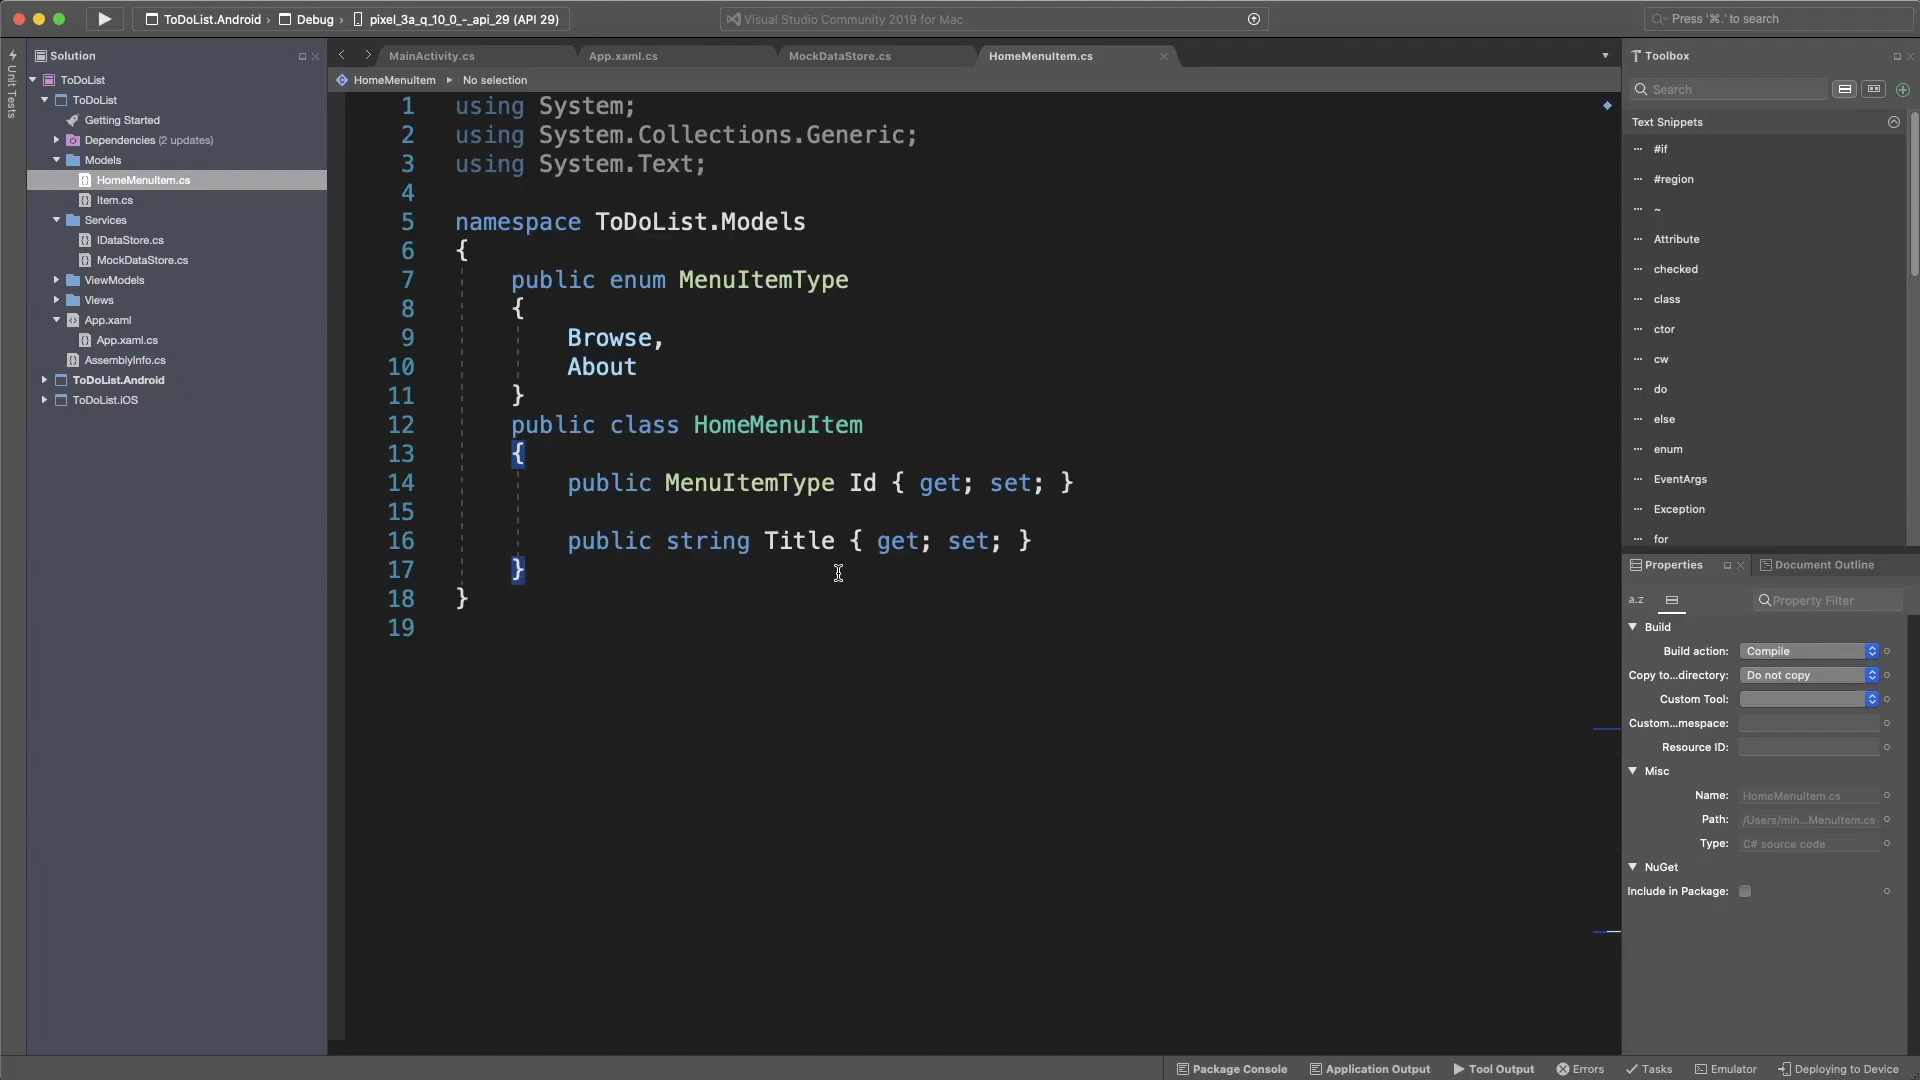 ToDoList.Android › Debug › pixel_3a_q_10_0_-_api_29 (API 29)
Visual Studio Community 2019 for Mac
Press '⌘.' to search
Unit Tests
Solution
ToDoList
ToDoList
Getting Started
Dependencies (2 updates)
Models
HomeMenuItem.cs
Item.cs
Services
IDataStore.cs
MockDataStore.cs
ViewModels
Views
App.xaml
App.xaml.cs
AssemblyInfo.cs
ToDoList.Android
ToDoList.iOS
MainActivity.cs
App.xaml.cs
MockDataStore.cs
HomeMenuItem.cs
HomeMenuItem
No selection
1 using System;
2 using System.Collections.Generic;
3 using System.Text;
4
5 namespace ToDoList.Models
6 {
7 public enum MenuItemType
8 {
9 Browse,
10 About
11 }
12 public class HomeMenuItem
13 {
14 public MenuItemType Id { get; set; }
15
16 public string Title { get; set; }
17 }
18 }
19
Toolbox
Search
Text Snippets
#if
#region
~
Attribute
checked
class
ctor
cw
do
else
enum
EventArgs
Exception
for
Properties
Document Outline
a.z
Property Filter
Build
Build action: Compile
Copy to...directory: Do not copy
Custom Tool:
Custom...mespace:
Resource ID:
Misc
Name: HomeMenuItem.cs
Path: /Users/min...MenuItem.cs
Type: C# source code
NuGet
Include in Package:
Package Console
Application Output
Tool Output
Errors
Tasks
Emulator
Deploying to Device